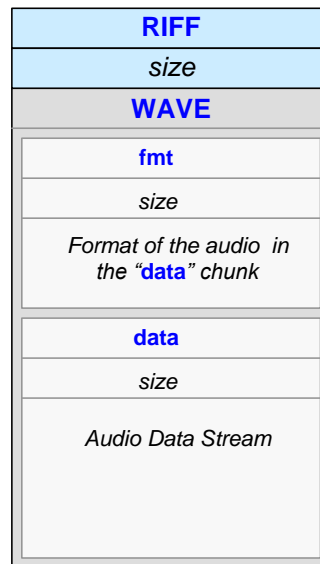 RIFF
size
WAVE
fmt
size
Format of the audio in
the “data” chunk
data
size
Audio Data Stream